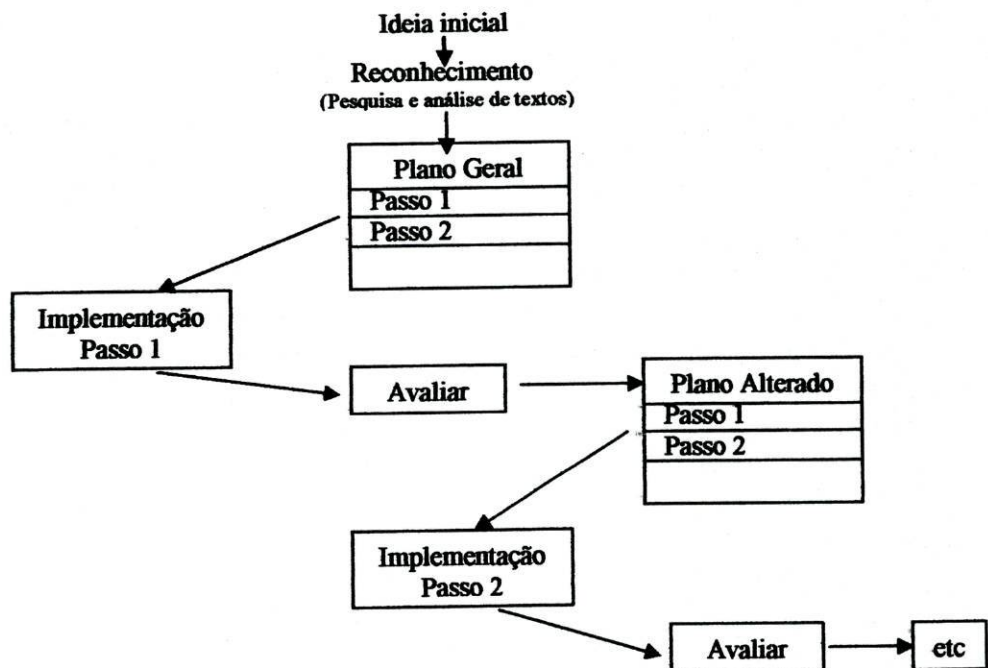 Ideia inicial
Reconhecimento
(Pesquisa e análise de textos)
Plano Geral
Passo 1
Passo 2
Implementação
Passo 1
Avaliar
Plano Alterado
Passo 1
Passo 2
Implementação
Passo 2
Avaliar
etc